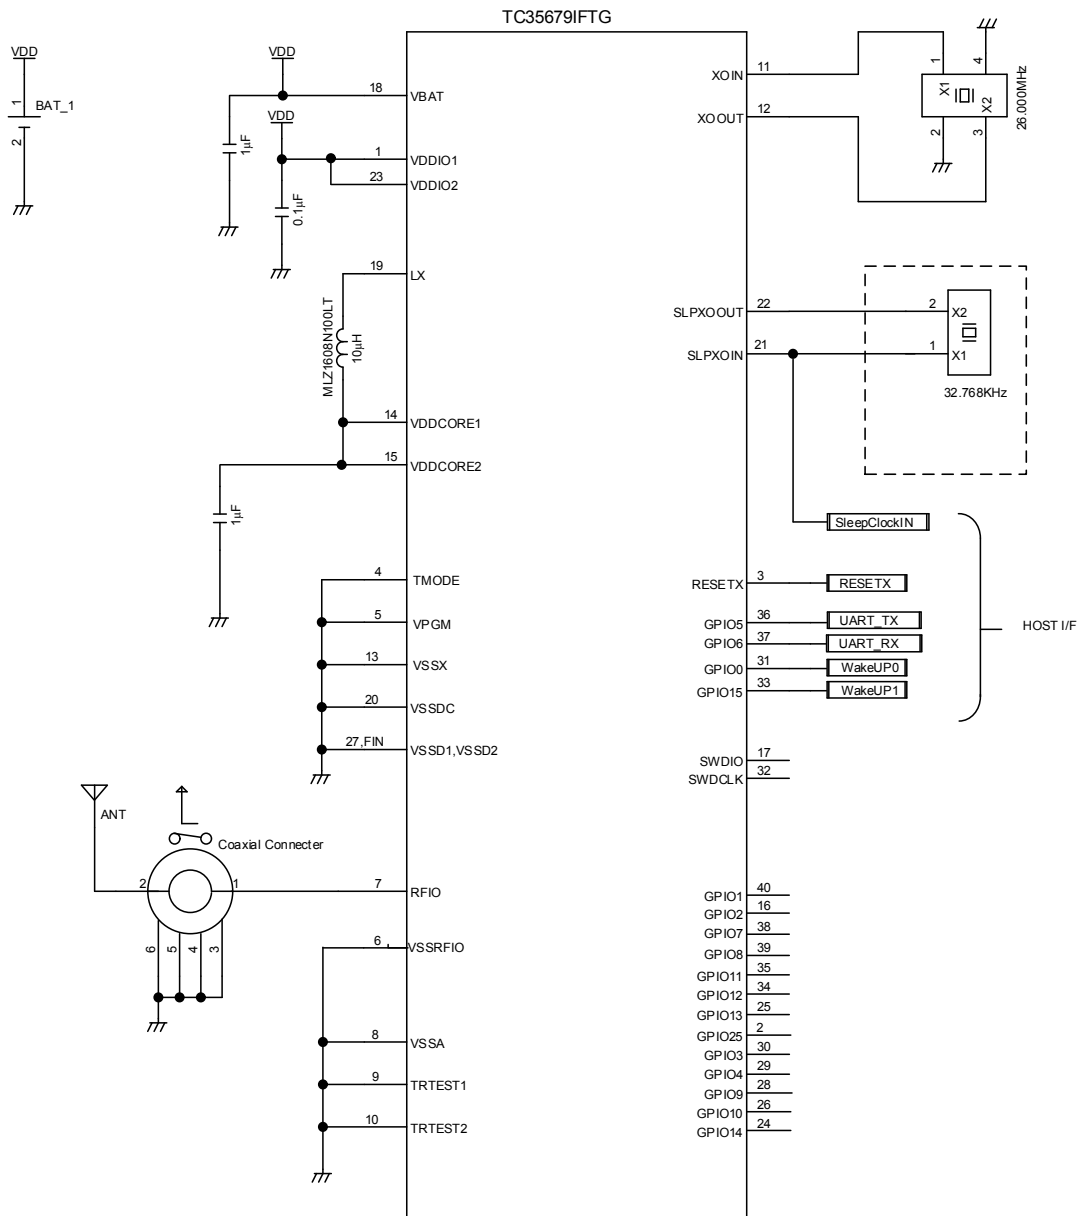 TC35679IFTG
VDD
1
BAT_1
2
VDD
18
VBAT
1µF
VDD
1
VDDIO1
23
VDDIO2
0.1µF
19
LX
MLZ1608N100LT
10µH
14
VDDCORE1
15
VDDCORE2
1µF
4
TMODE
5
VPGM
13
VSSX
20
VSSDC
27,FIN
VSSD1,VSSD2
ANT
Coaxial Connecter
2
1
6
5
4
3
7
RFIO
6
VSSRFIO
8
VSSA
9
TRTEST1
10
TRTEST2
XOIN
11
XOOUT
12
1
4
X1
X2
2
3
26.000MHz
SLPXOOUT
22
2
X2
SLPXOIN
21
1
X1
32.768KHz
SleepClockIN
RESETX
3
RESETX
GPIO5
36
UART_TX
GPIO6
37
UART_RX
GPIO0
31
WakeUP0
GPIO15
33
WakeUP1
HOST I/F
SWDIO
17
SWDCLK
32
GPIO1
40
GPIO2
16
GPIO7
38
GPIO8
39
GPIO11
35
GPIO12
34
GPIO13
25
GPIO25
2
GPIO3
30
GPIO4
29
GPIO9
28
GPIO10
26
GPIO14
24